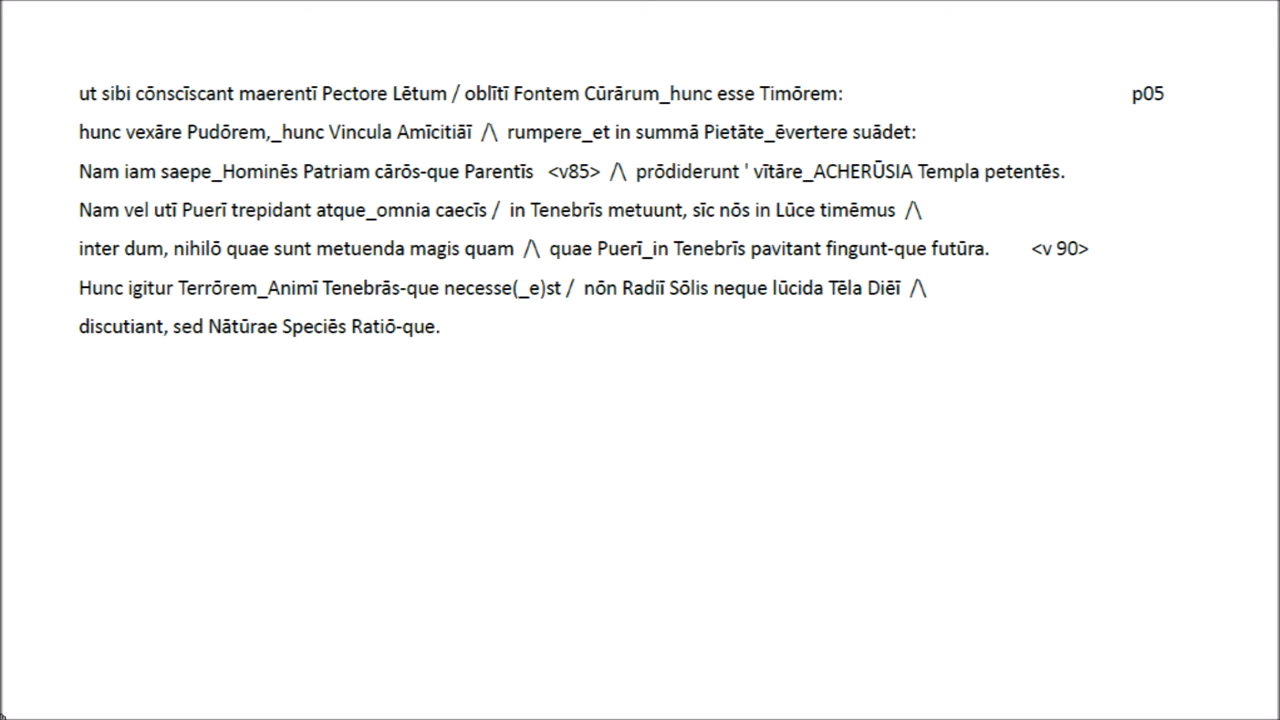 ut sibi cōnscīscant maerentī Pectore Lētum / oblītī Fontem Cūrārum_hunc esse Timōrem: p05
hunc vexāre Pudōrem,_hunc Vincula Amīcitiāī /\ rumpere_et in summā Pietāte_ēvertere suādet:
Nam iam saepe_Hominēs Patriam cārōs-que Parentīs <v85> /\ prōdiderunt ' vītāre_ACHERŪSIA Templa petentēs.
Nam vel utī Puerī trepidant atque_omnia caecīs / in Tenebrīs metuunt, sīc nōs in Lūce timēmus /\
inter dum, nihilō quae sunt metuenda magis quam /\ quae Puerī_in Tenebrīs pavitant fingunt-que futūra. <v 90>
Hunc igitur Terrōrem_Animī Tenebrās-que necesse(_e)st / nōn Radiī Sōlis neque lūcida Tēla Diēī /\
discutiant, sed Nātūrae Speciēs Ratiō-que.